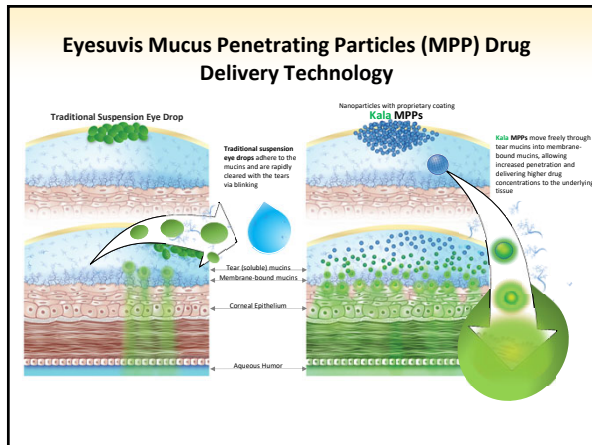 Eyesuvis Mucus Penetrating Particles (MPP) Drug
Delivery Technology
Traditional Suspension Eye Drop
Nanoparticles with proprietary coating
Kala MPPs
Traditional suspension
eye drops adhere to the
mucins and are rapidly
cleared with the tears
via blinking
Kala MPPs move freely through
tear mucins into membrane-
bound mucins, allowing
increased penetration and
delivering higher drug
concentrations to the underlying
tissue
Tear (soluble) mucins
Membrane-bound mucins
Corneal Epithelium
Aqueous Humor